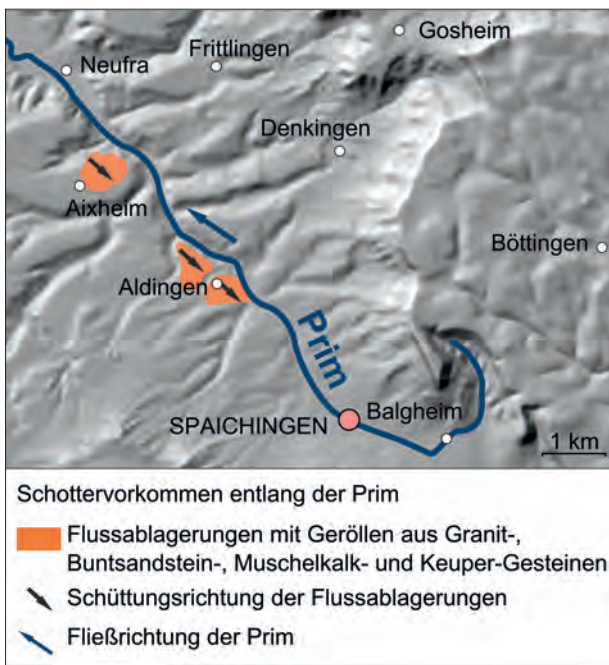 Gosheim
Frittlingen
Neufra
Denkingen
Aixheim
Böttingen
Aldingen
Prim
SPAICHINGEN
Balgheim
1 km
Schottervorkommen entlang der Prim
Flussablagerungen mit Geröllen aus Granit-,
Buntsandstein-, Muschelkalk- und Keuper-Gesteinen
Schüttungsrichtung der Flussablagerungen
Fließrichtung der Prim